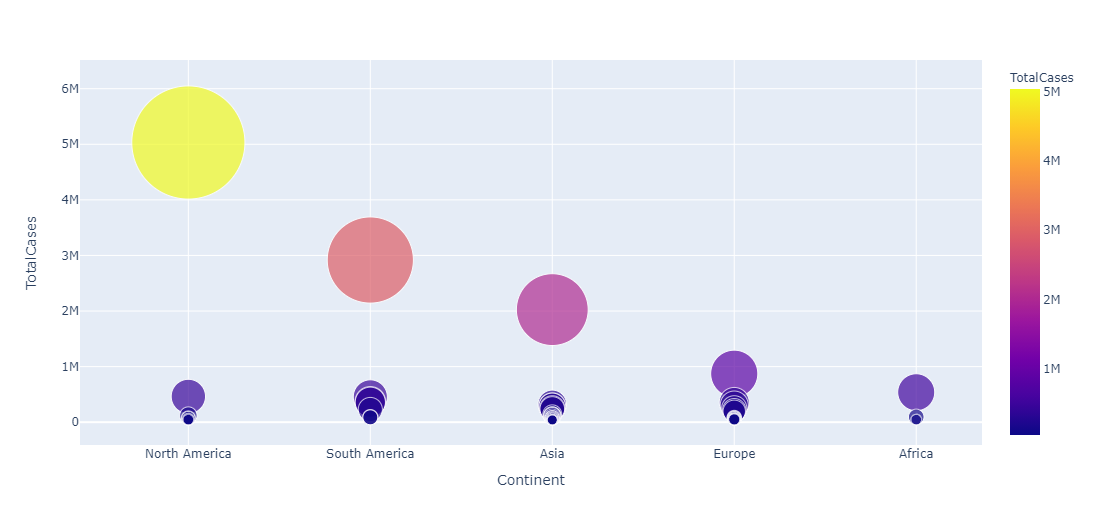 TotalCases
6M
5M
4M
3M
2M
1M
0
TotalCases
North America
South America
Asia
Europe
Africa
Continent
5M
4M
3M
2M
1M